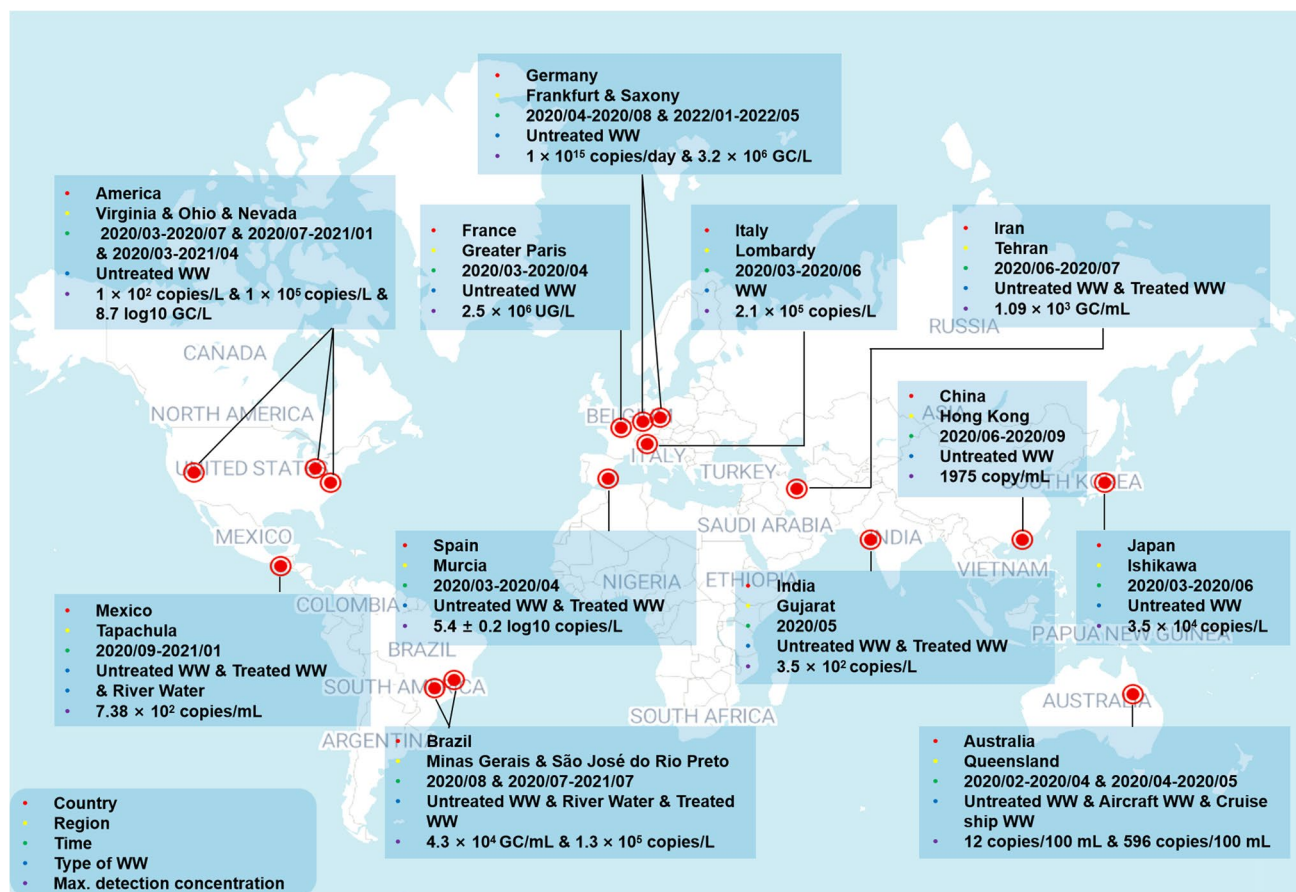 Germany
Frankfurt & Saxony
2020/04-2020/08 & 2022/01-2022/05
Untreated WW
1 × 10¹⁵ copies/day & 3.2 × 10⁶ GC/L
America
Virginia & Ohio & Nevada
2020/03-2020/07 & 2020/07-2021/01
& 2020/03-2021/04
Untreated WW
1 × 10² copies/L & 1 × 10⁵ copies/L &
8.7 log10 GC/L
France
Greater Paris
2020/03-2020/04
Untreated WW
2.5 × 10⁶ UG/L
Italy
Lombardy
2020/03-2020/06
WW
2.1 × 10⁵ copies/L
Iran
Tehran
2020/06-2020/07
Untreated WW & Treated WW
1.09 × 10³ GC/mL
RUSSIA
CANADA
NORTH AMERICA
UNITED STATES
MEXICO
ITALY
TURKEY
ASIA
China
Hong Kong
2020/06-2020/09
Untreated WW
1975 copy/mL
SOUTH KOREA
SAUDI ARABIA
INDIA
VIETNAM
NIGERIA
ETHIOPIA
COLOMBIA
BRAZIL
SOUTH AMERICA
ARGENTINA
SOUTH AFRICA
PAPUA NEW GUINEA
AUSTRALIA
Spain
Murcia
2020/03-2020/04
Untreated WW & Treated WW
5.4 ± 0.2 log10 copies/L
India
Gujarat
2020/05
Untreated WW & Treated WW
3.5 × 10² copies/L
Japan
Ishikawa
2020/03-2020/06
Untreated WW
3.5 × 10⁴ copies/L
Mexico
Tapachula
2020/09-2021/01
Untreated WW & Treated WW
& River Water
7.38 × 10² copies/mL
Brazil
Minas Gerais & São José do Rio Preto
2020/08 & 2020/07-2021/07
Untreated WW & River Water & Treated
WW
4.3 × 10⁴ GC/mL & 1.3 × 10⁵ copies/L
Australia
Queensland
2020/02-2020/04 & 2020/04-2020/05
Untreated WW & Aircraft WW & Cruise
ship WW
12 copies/100 mL & 596 copies/100 mL
Country
Region
Time
Type of WW
Max. detection concentration